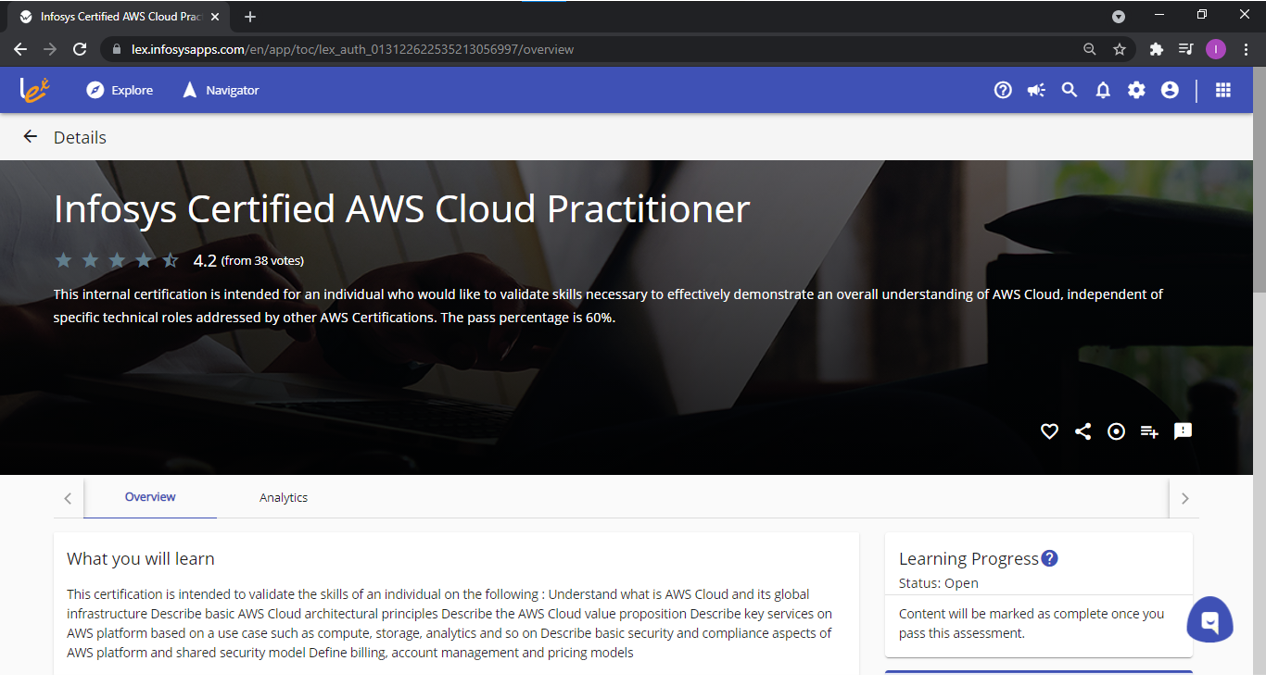 Infosys Certified AWS Cloud Prac
lex.infosysapps.com/en/app/toc/lex_auth_013122622535213056997/overview
I
Lex
Explore
Navigator
Details
Infosys Certified AWS Cloud Practitioner
4.2 (from 38 votes)
This internal certification is intended for an individual who would like to validate skills necessary to effectively demonstrate an overall understanding of AWS Cloud, independent of
specific technical roles addressed by other AWS Certifications. The pass percentage is 60%.
Overview
Analytics
What you will learn
This certification is intended to validate the skills of an individual on the following : Understand what is AWS Cloud and its global
infrastructure Describe basic AWS Cloud architectural principles Describe the AWS Cloud value proposition Describe key services on
AWS platform based on a use case such as compute, storage, analytics and so on Describe basic security and compliance aspects of
AWS platform and shared security model Define billing, account management and pricing models
Learning Progress ?
Status: Open
Content will be marked as complete once you
pass this assessment.